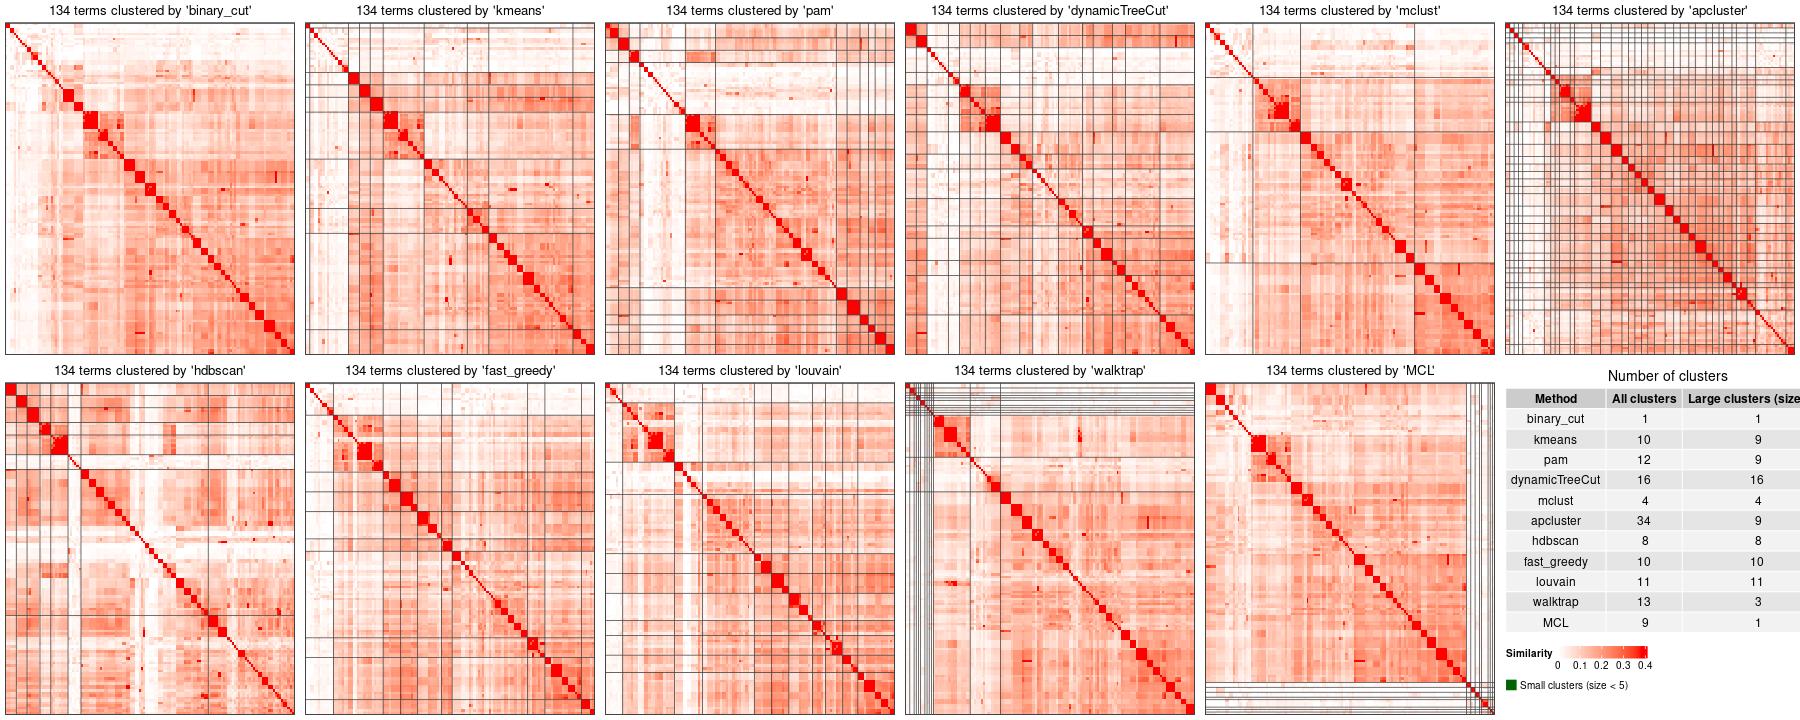 134 terms clustered by 'binary_cut'
134 terms clustered by 'kmeans'
134 terms clustered by 'pam'
134 terms clustered by 'dynamicTreeCut'
134 terms clustered by 'mclust'
134 terms clustered by 'apcluster'
134 terms clustered by 'hdbscan'
134 terms clustered by 'fast_greedy'
134 terms clustered by 'louvain'
134 terms clustered by 'walktrap'
134 terms clustered by 'MCL'
Number of clusters
Method All clusters Large clusters (size
binary_cut 1 1
kmeans 10 9
pam 12 9
dynamicTreeCut 16 16
mclust 4 4
apcluster 34 9
hdbscan 8 8
fast_greedy 10 10
louvain 11 11
walktrap 13 3
MCL 9 1
Similarity
0 0.1 0.2 0.3 0.4
Small clusters (size < 5)